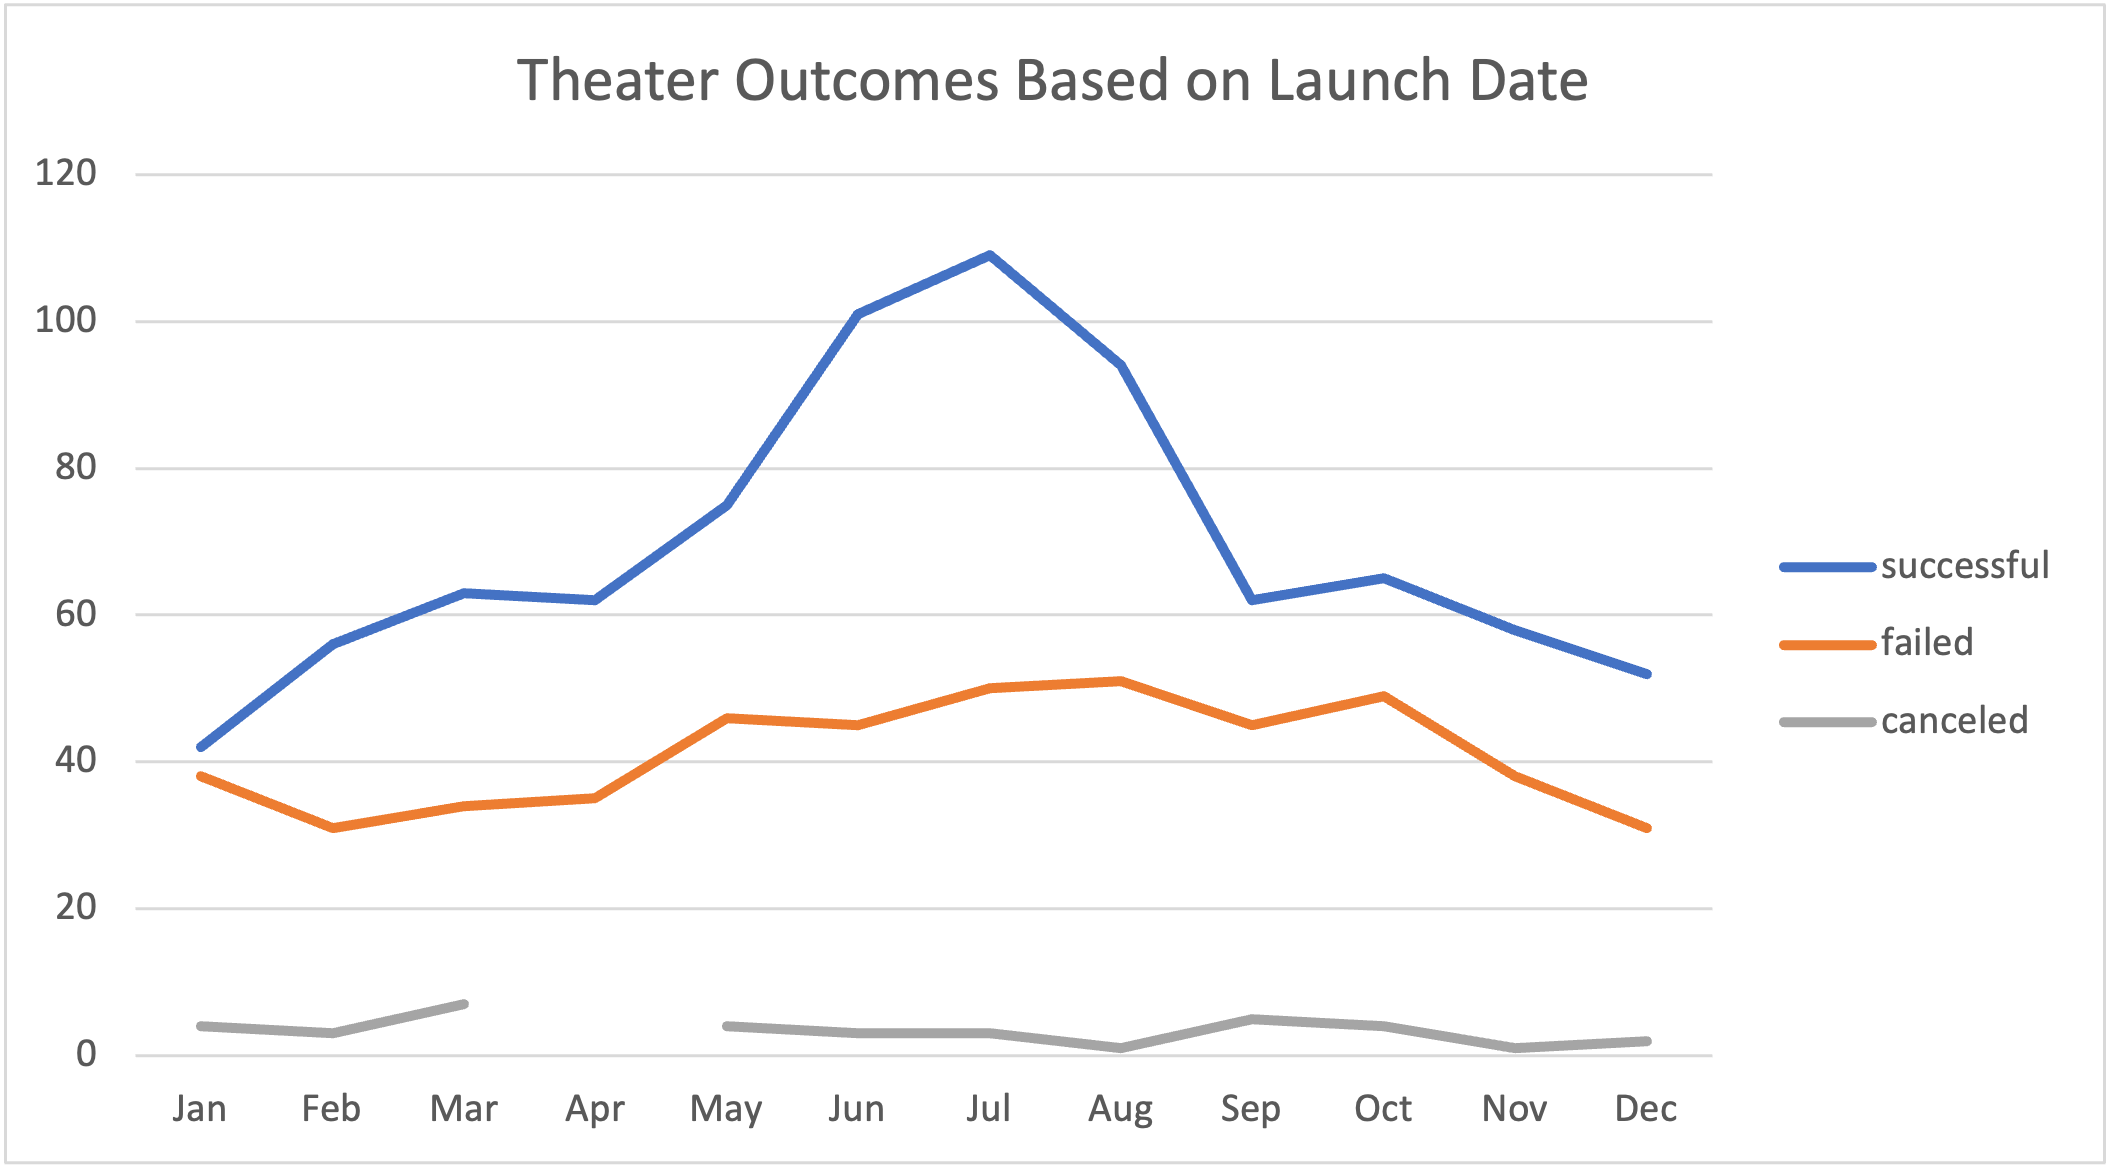 Theater Outcomes Based on Launch Date
120
100
80
60
40
20
0
Jan Feb Mar Apr May Jun Jul Aug Sep Oct Nov Dec
successful
failed
canceled